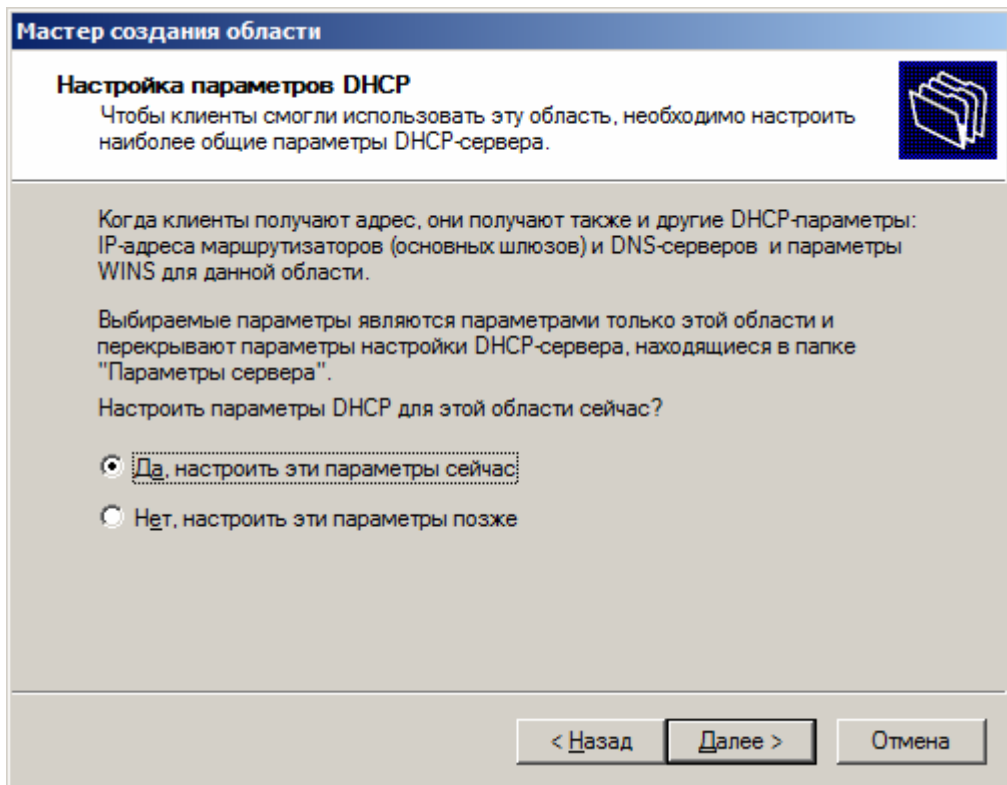 Мастер создания области
Настройка параметров DHCP
Чтобы клиенты смогли использовать эту область, необходимо настроить
наиболее общие параметры DHCP-сервера.
Когда клиенты получают адрес, они получают также и другие DHCP-параметры:
IP-адреса маршрутизаторов (основных шлюзов) и DNS-серверов и параметры
WINS для данной области.
Выбираемые параметры являются параметрами только этой области и
перекрывают параметры настройки DHCP-сервера, находящиеся в папке
"Параметры сервера".
Настроить параметры DHCP для этой области сейчас?
Да, настроить эти параметры сейчас
Нет, настроить эти параметры позже
< Назад Далее > Отмена